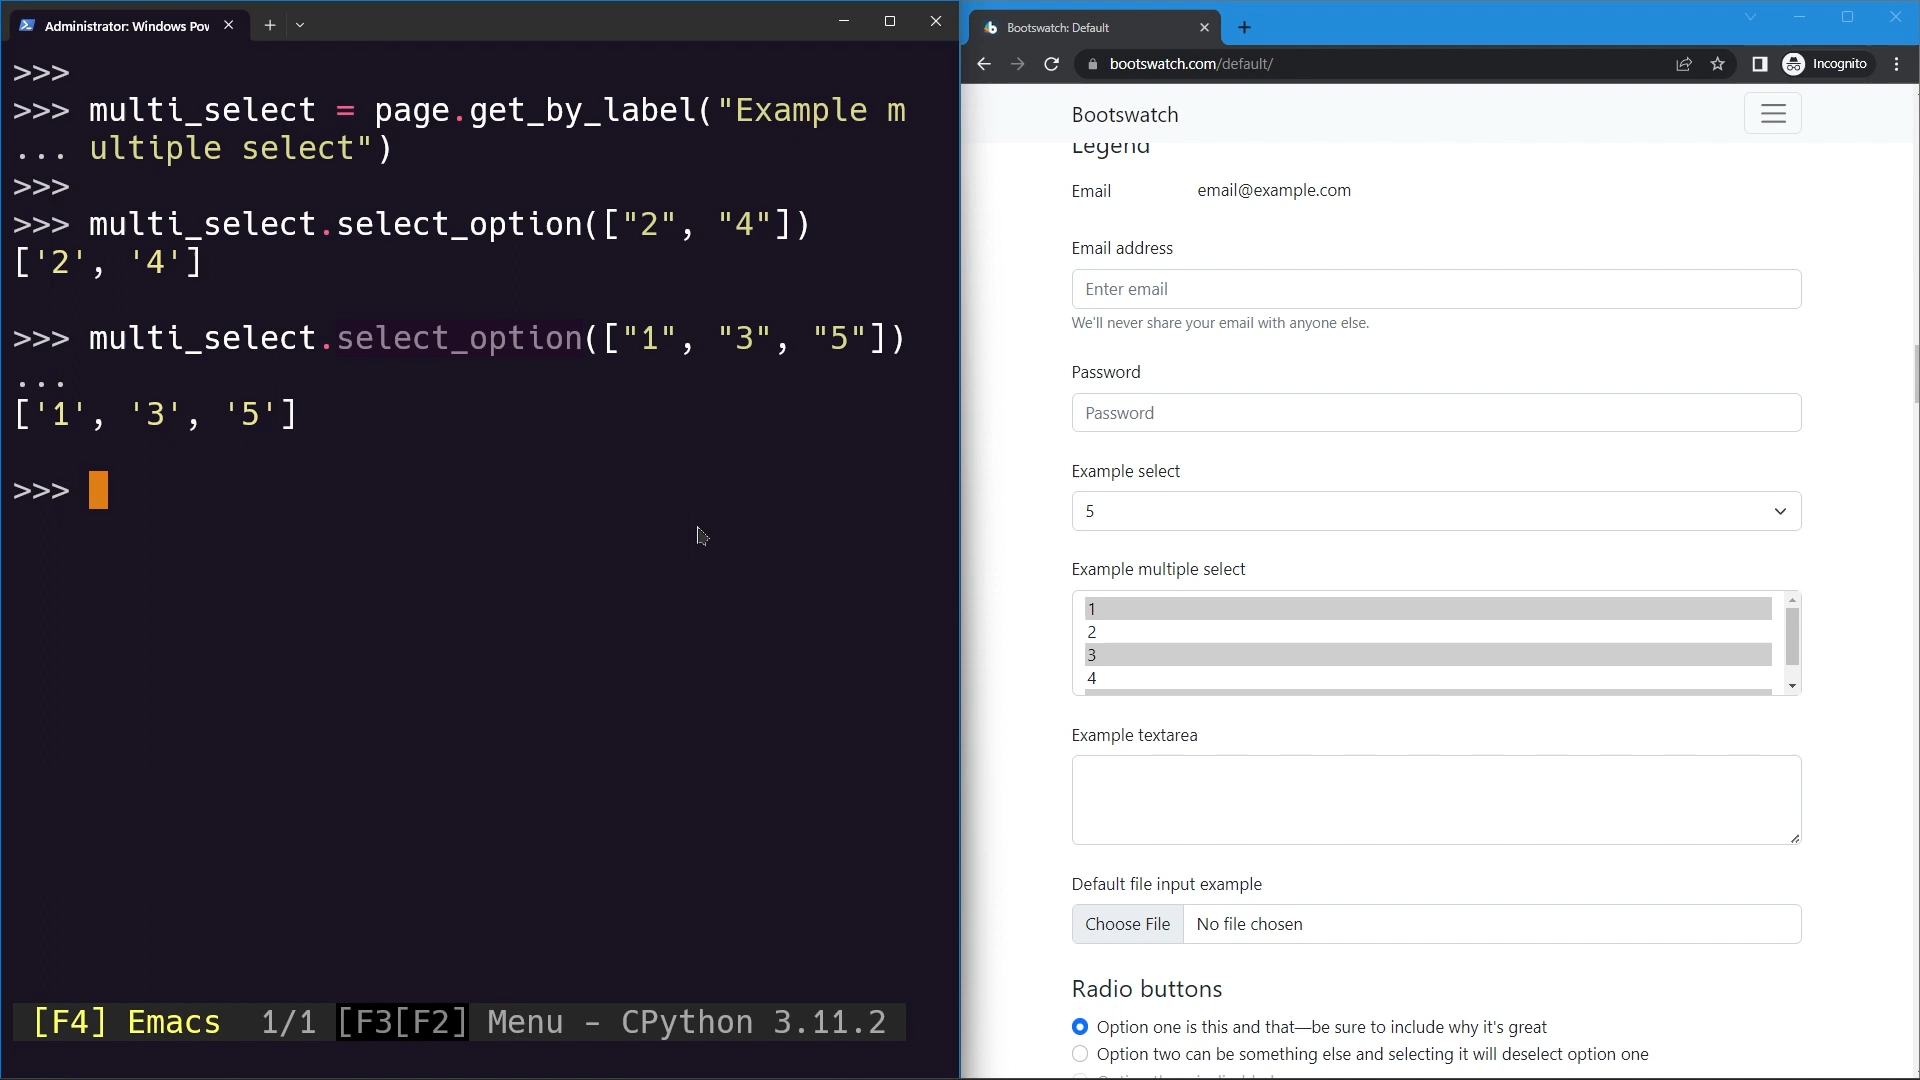 Administrator: Windows Pow
>>>
>>> multi_select = page.get_by_label("Example m
... ultiple select")
>>>
>>> multi_select.select_option(["2", "4"])
['2', '4']
>>> multi_select.select_option(["1", "3", "5"])
...
['1', '3', '5']
>>>
[F4] Emacs 1/1 [F3[F2] Menu - CPython 3.11.2
Bootswatch: Default
bootswatch.com/default/
Incognito
Bootswatch
Legend
Email email@example.com
Email address
Enter email
We'll never share your email with anyone else.
Password
Password
Example select
5
Example multiple select
1
2
3
4
Example textarea
Default file input example
Choose File No file chosen
Radio buttons
Option one is this and that—be sure to include why it's great
Option two can be something else and selecting it will deselect option one